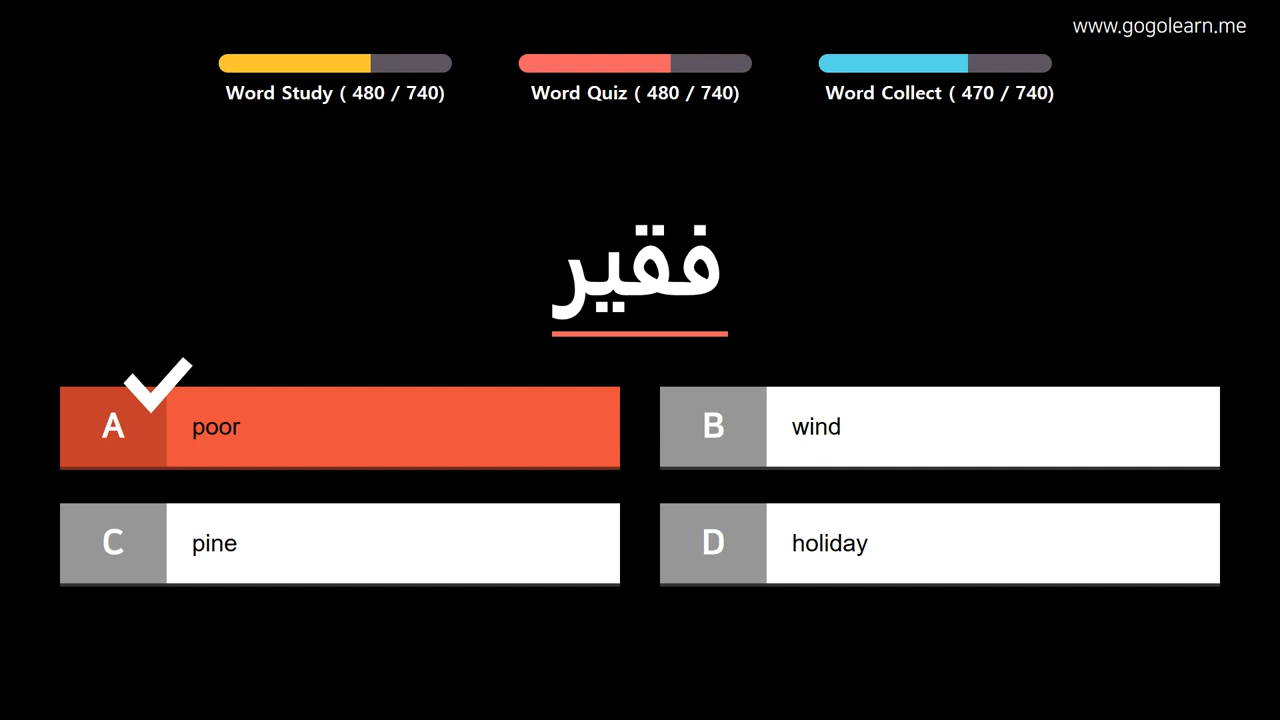 www.gogolearn.me
Word Study ( 480 / 740)
Word Quiz ( 480 / 740)
Word Collect ( 470 / 740)
فقير
A poor
B wind
C pine
D holiday